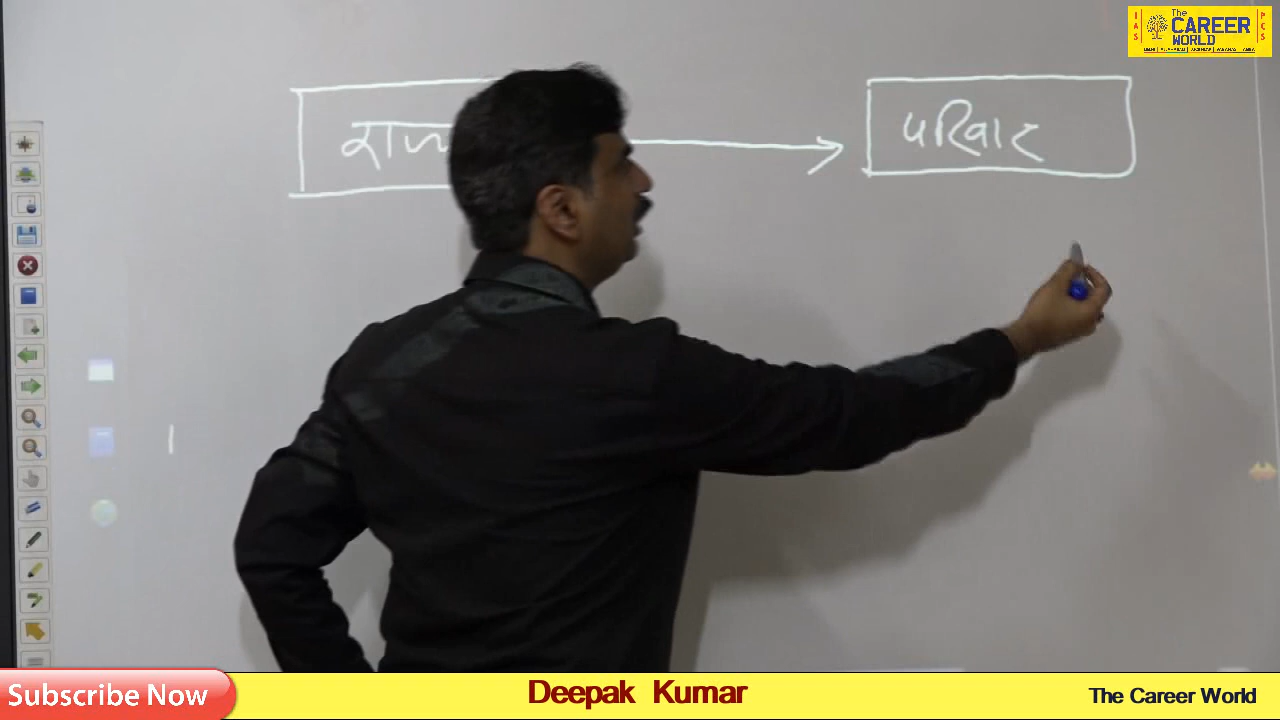 IAS
The
CAREER
WORLD
PCS
परिवार
Subscribe Now
Deepak Kumar
The Career World